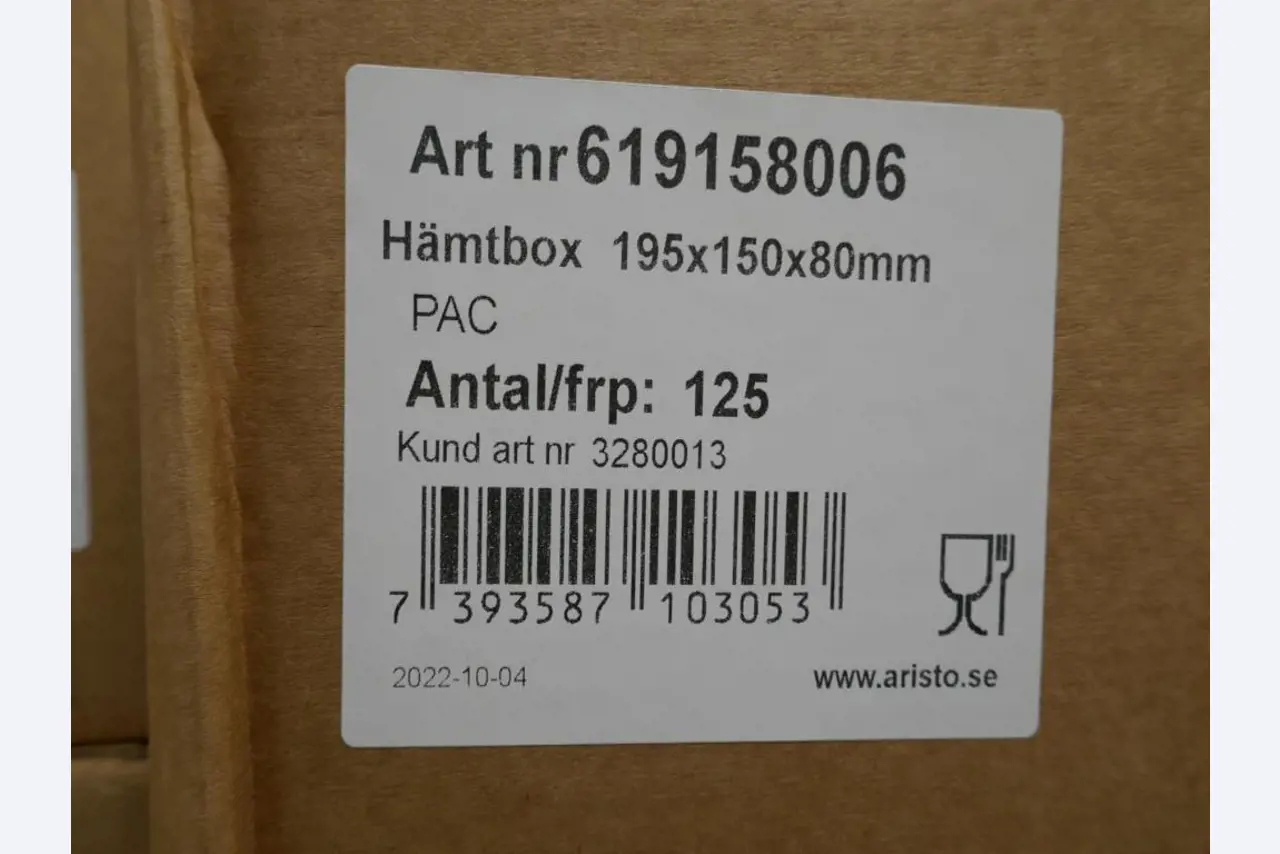 Art nr 619158006
Hämtbox 195x150x80mm
PAC
Antal/frp: 125
Kund art nr 3280013
7 393587 103053
2022-10-04
www.aristo.se